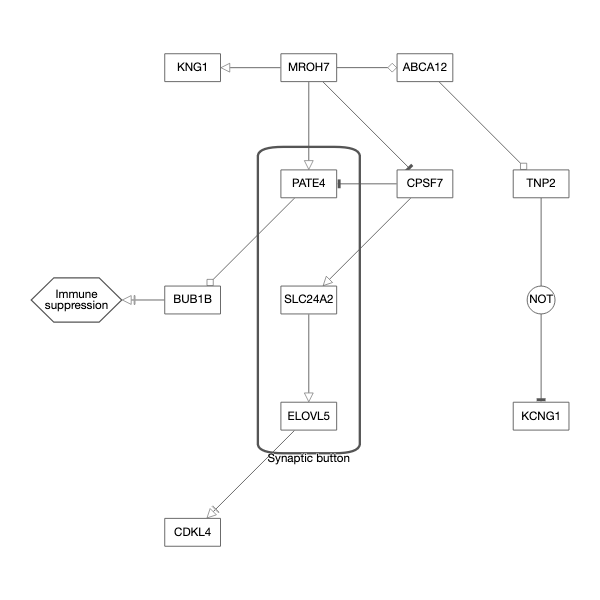 KNG1
MROH7
ABCA12
PATE4
CPSF7
TNP2
Immune
suppression
BUB1B
SLC24A2
NOT
ELOVL5
KCNG1
Synaptic button
CDKL4